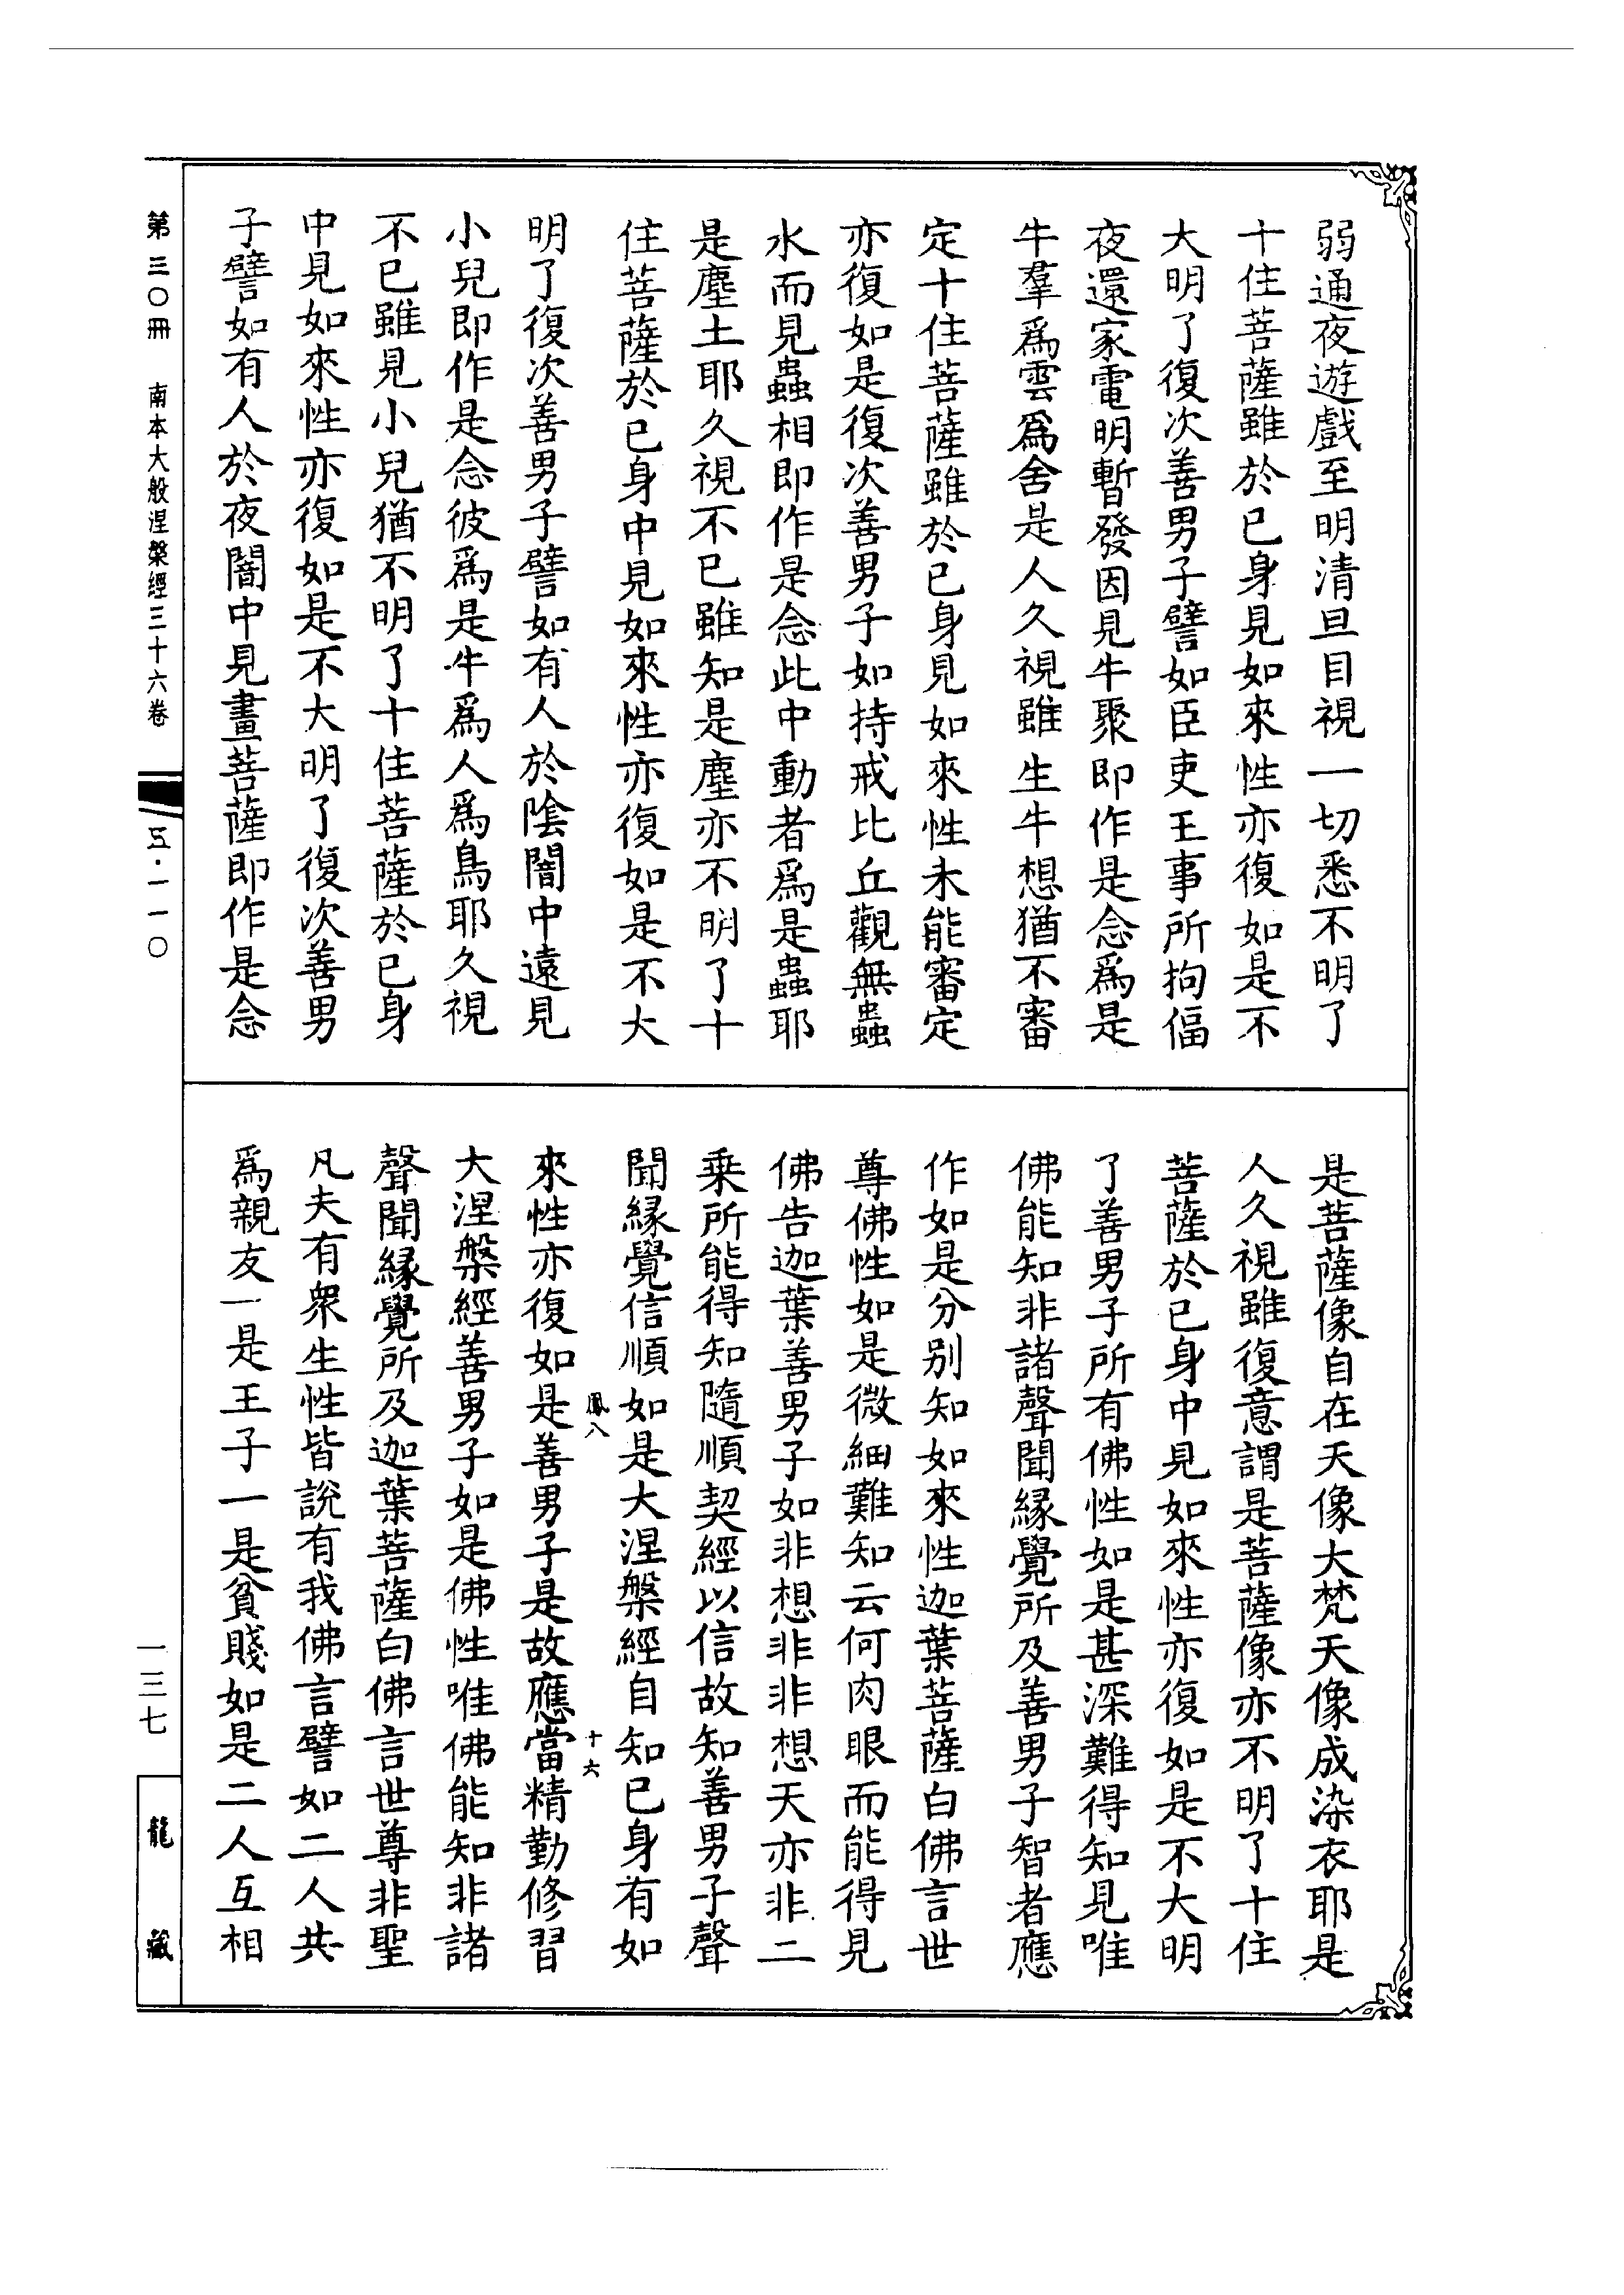 弱通夜遊戲至明清旦目視一切悉不明了
十住菩薩雖於已身見如來性亦復如是不
大明了復次善男子譬如臣吏王事所拘偪
夜還家電明暫發因見牛聚即作是念爲是
牛羣爲雲爲舍是人久視雖生牛想猶不審
定十住菩薩雖於已身見如來性未能審定
亦復如是復次善男子如持戒比丘觀無蟲
水而見蟲相即作是念此中動者爲是蟲耶
是塵土耶久視不已雖知是塵亦不明了十
住菩薩於已身中見如來性亦復如是不大
明了復次善男子譬如有人於陰闇中遠見
小兒即作是念彼爲是牛爲人爲鳥耶久視
不已雖見小兒猶不明了十住菩薩於已身
中見如來性亦復如是不大明了復次善男
子譬如有人於夜闇中見畫菩薩即作是念
是菩薩像自在天像大梵天像成染衣耶是
人久視雖復意謂是菩薩像亦不明了十住
菩薩於已身中見如來性亦復如是不大明
了善男子所有佛性如是甚深難得知見唯
佛能知非諸聲聞緣覺所及善男子智者應
作如是分別知如來性迦葉菩薩白佛言世
尊佛性如是微細難知云何肉眼而能得見
佛告迦葉善男子如非想非非想天亦非二
乗所能得知隨順契經以信故知善男子聲
聞緣覺信順如是大涅槃經自知已身有如
鳳八
十六
來性亦復如是善男子是故應當精勤修習
大涅槃經善男子如是佛性唯佛能知非諸
聲聞緣覺所及迦葉菩薩白佛言世尊非聖
凡夫有衆生性皆說有我佛言譬如二人共
爲親友一是王子一是貧賤如是二人互相
第三〇冊
南本大般涅槃經三十六卷
五·一一〇
一三七
龍藏